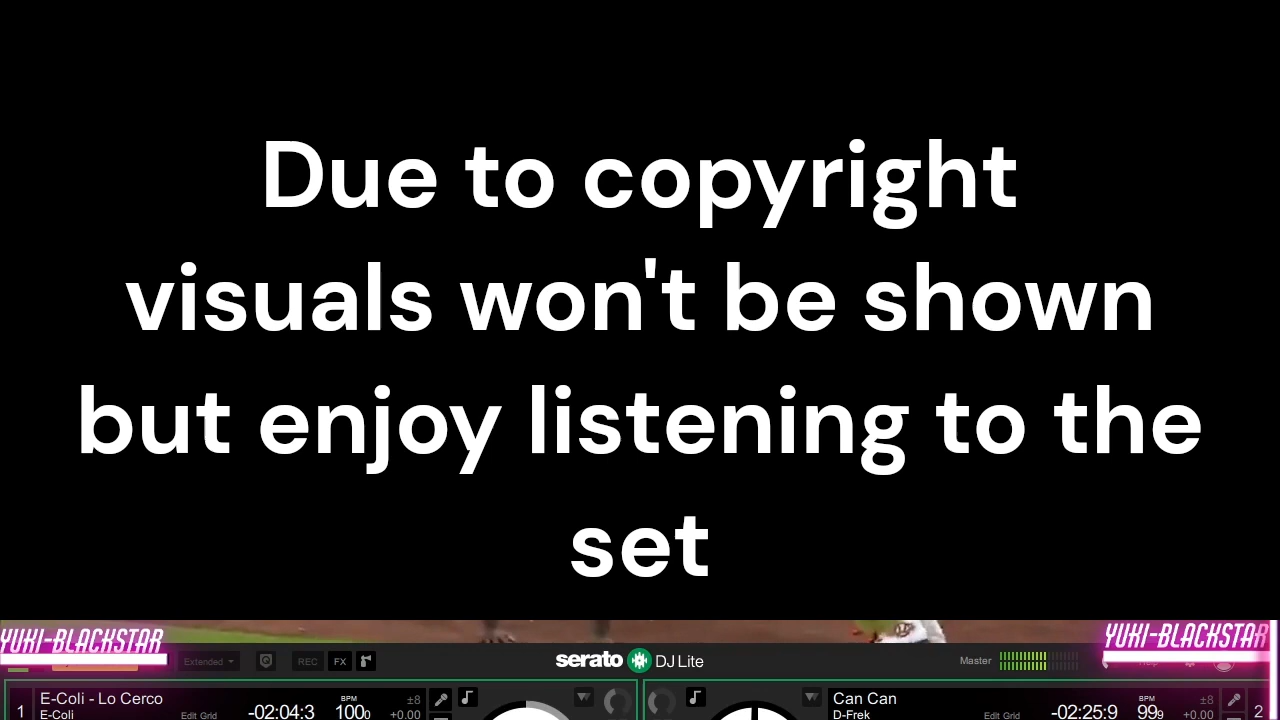 Due to copyright
visuals won't be shown
but enjoy listening to the
set
YUKI-BLACKSTAR YUKI-BLACKSTAR
Extended REC FX serato DJ Lite Master Help
1 E-Coli - Lo Cerco -02:04:3 BPM 100.0 ±8 Can Can -02:25:9 BPM 99.9 ±8 2
E-Coli Edit Grid +0.00 D-Frek Edit Grid +0.00